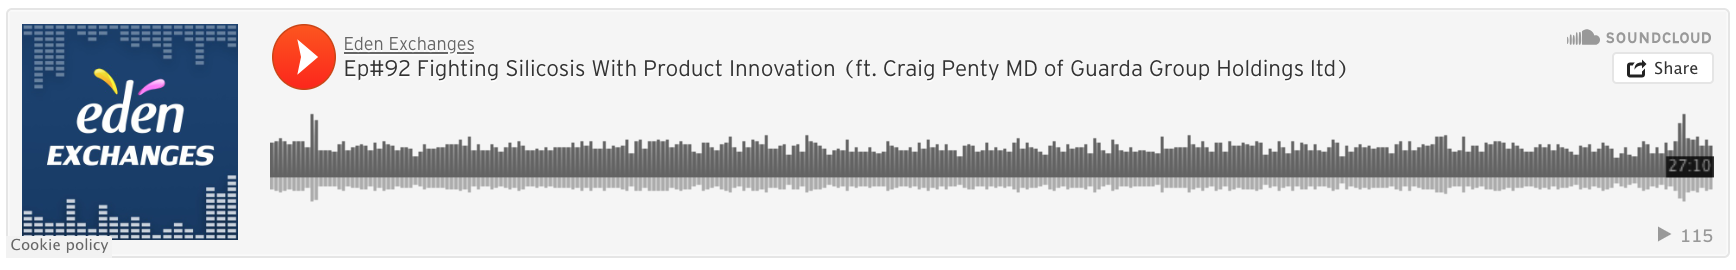 eden
EXCHANGES
Eden Exchanges
Ep#92 Fighting Silicosis With Product Innovation (ft. Craig Penty MD of Guarda Group Holdings ltd)
SOUNDCLOUD
Share
27:10
115
Cookie policy